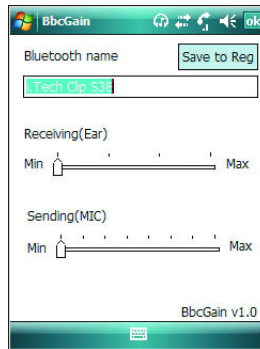 BbcGain ok
Bluetooth name Save to Reg
I.Tech Clip S36
Receiving(Ear)
Min Max
Sending(MIC)
Min Max
BbcGain v1.0